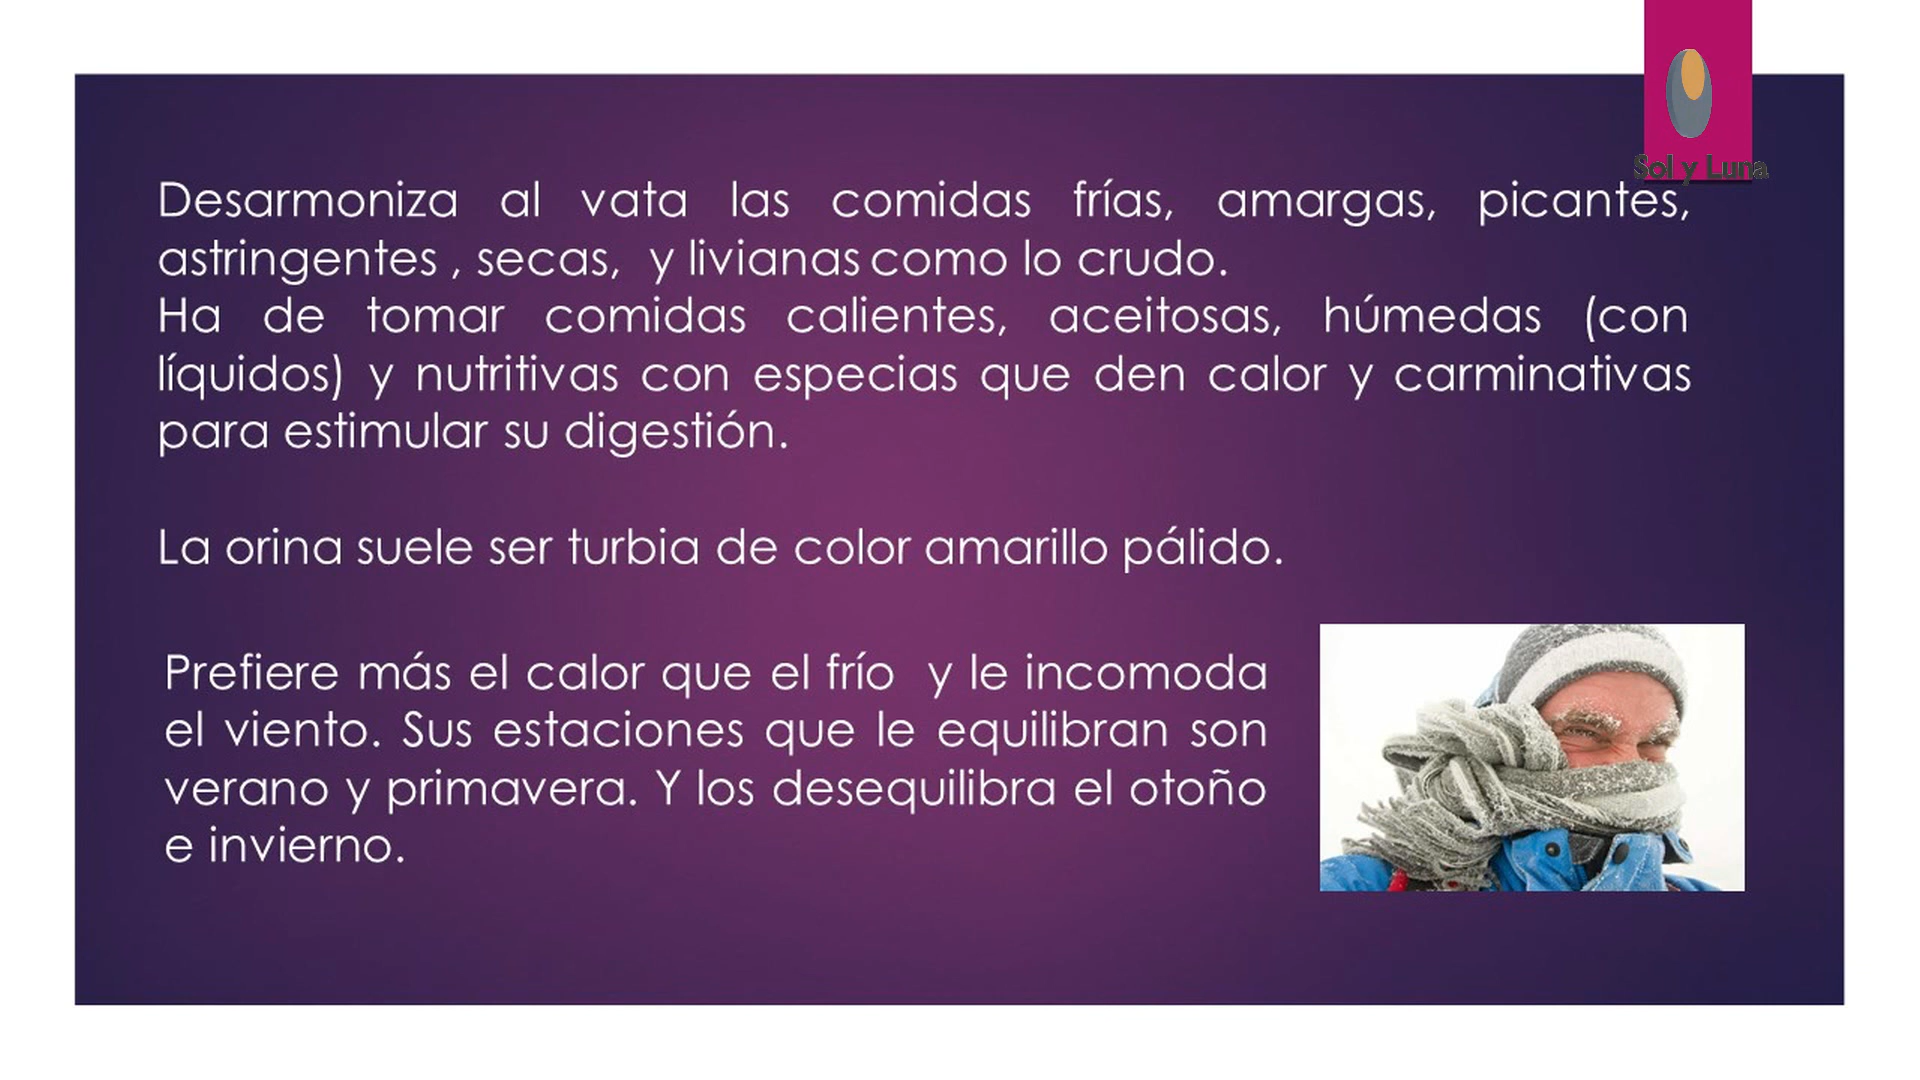 Sol y Luna
Desarmoniza al vata las comidas frías, amargas, picantes,
astringentes , secas, y livianas como lo crudo.
Ha de tomar comidas calientes, aceitosas, húmedas (con
líquidos) y nutritivas con especias que den calor y carminativas
para estimular su digestión.
La orina suele ser turbia de color amarillo pálido.
Prefiere más el calor que el frío y le incomoda
el viento. Sus estaciones que le equilibran son
verano y primavera. Y los desequilibra el otoño
e invierno.